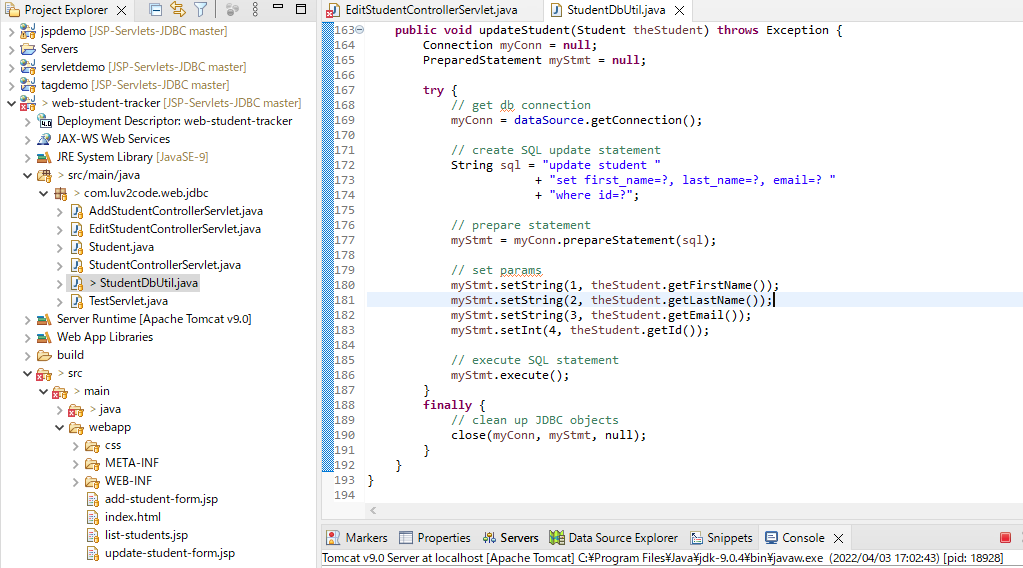 Project Explorer
jspdemo [JSP-Servlets-JDBC master]
Servers
servletdemo [JSP-Servlets-JDBC master]
tagdemo [JSP-Servlets-JDBC master]
> web-student-tracker [JSP-Servlets-JDBC master]
Deployment Descriptor: web-student-tracker
JAX-WS Web Services
JRE System Library [JavaSE-9]
> src/main/java
> com.luv2code.web.jdbc
AddStudentControllerServlet.java
EditStudentControllerServlet.java
Student.java
StudentControllerServlet.java
> StudentDbUtil.java
TestServlet.java
Server Runtime [Apache Tomcat v9.0]
Web App Libraries
build
> src
> main
> java
webapp
css
META-INF
WEB-INF
add-student-form.jsp
index.html
list-students.jsp
update-student-form.jsp
EditStudentControllerServlet.java StudentDbUtil.java
163 public void updateStudent(Student theStudent) throws Exception {
164 Connection myConn = null;
165 PreparedStatement myStmt = null;
166
167 try {
168 // get db connection
169 myConn = dataSource.getConnection();
170
171 // create SQL update statement
172 String sql = "update student "
173 + "set first_name=?, last_name=?, email=? "
174 + "where id=?";
175
176 // prepare statement
177 myStmt = myConn.prepareStatement(sql);
178
179 // set params
180 myStmt.setString(1, theStudent.getFirstName());
181 myStmt.setString(2, theStudent.getLastName());
182 myStmt.setString(3, theStudent.getEmail());
183 myStmt.setInt(4, theStudent.getId());
184
185 // execute SQL statement
186 myStmt.execute();
187 }
188 finally {
189 // clean up JDBC objects
190 close(myConn, myStmt, null);
191 }
192 }
193 }
194
Markers Properties Servers Data Source Explorer Snippets Console
Tomcat v9.0 Server at localhost [Apache Tomcat] C:¥Program Files¥Java¥jdk-9.0.4¥bin¥javaw.exe (2022/04/03 17:02:43) [pid: 18928]